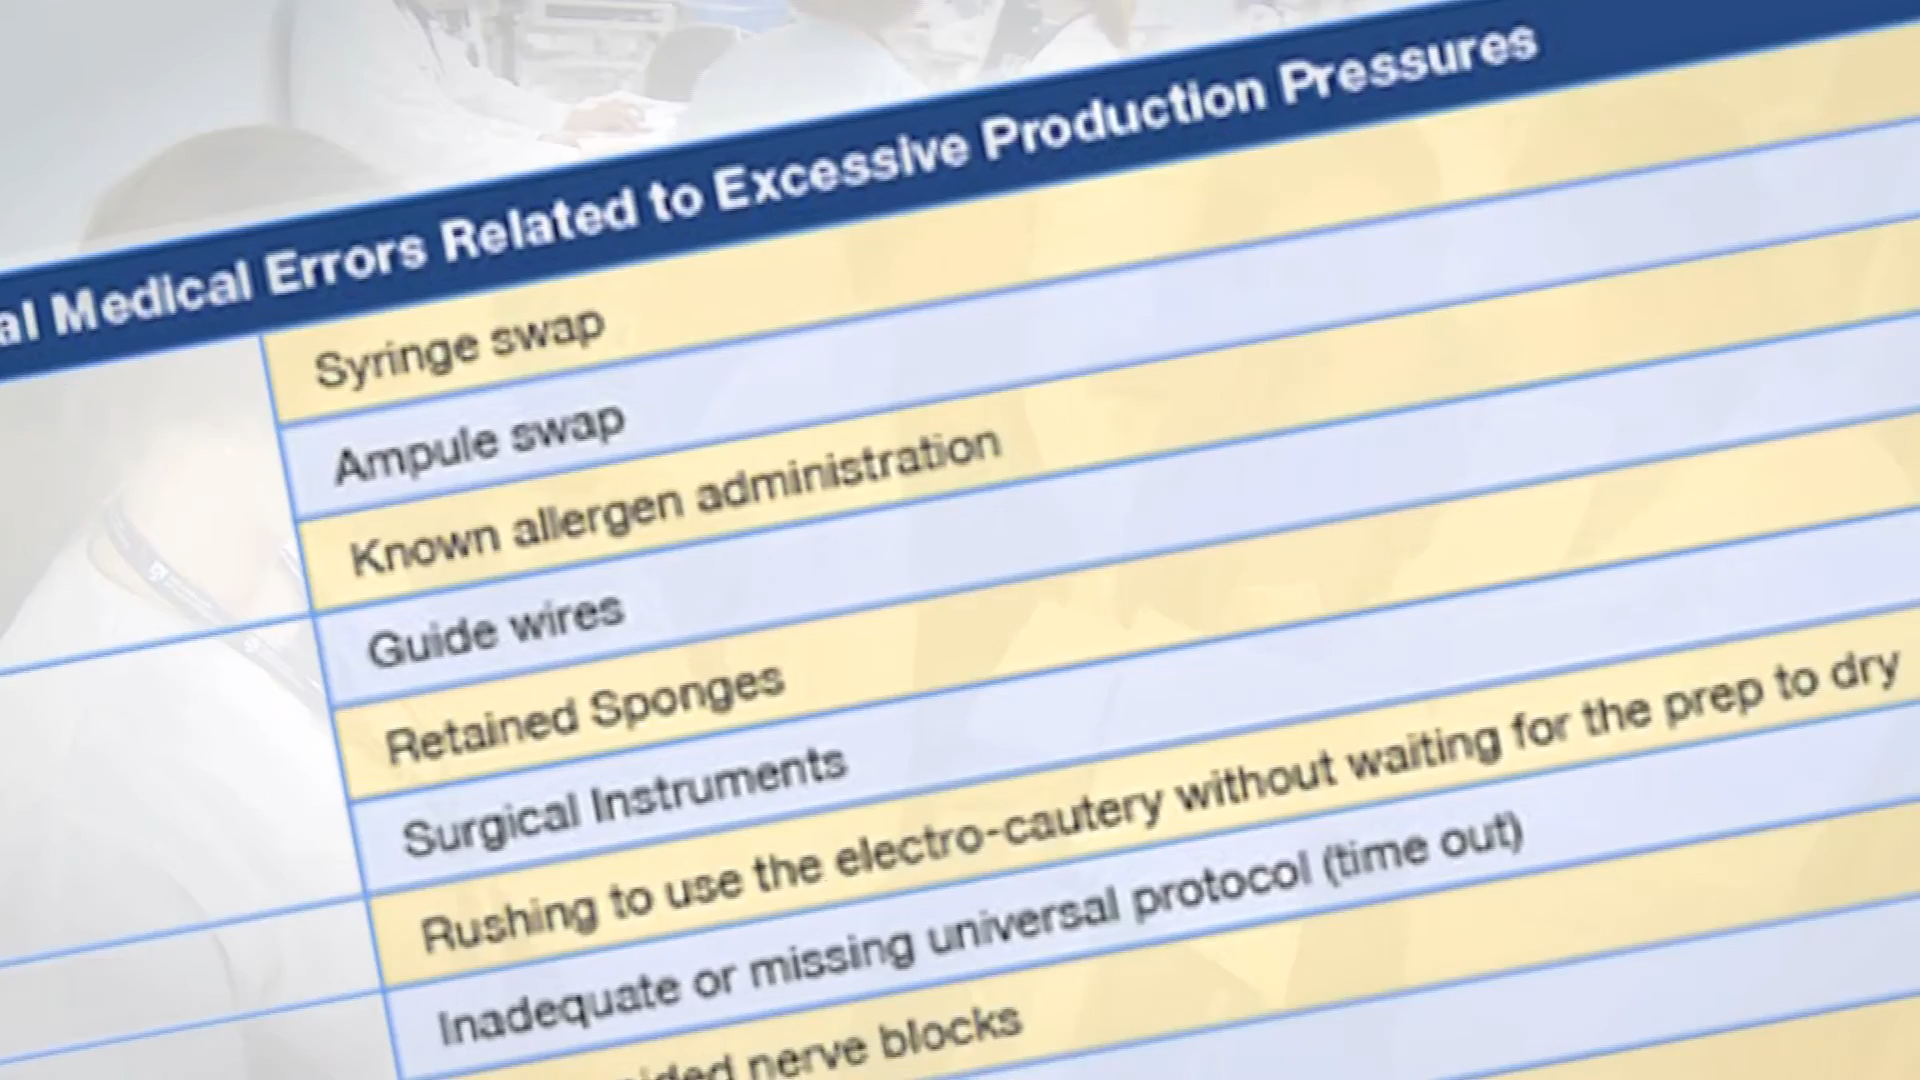 al Medical Errors Related to Excessive Production Pressures
Syringe swap
Ampule swap
Known allergen administration
Guide wires
Retained Sponges
Surgical Instruments
Rushing to use the electro-cautery without waiting for the prep to dry
Inadequate or missing universal protocol (time out)
nerve blocks